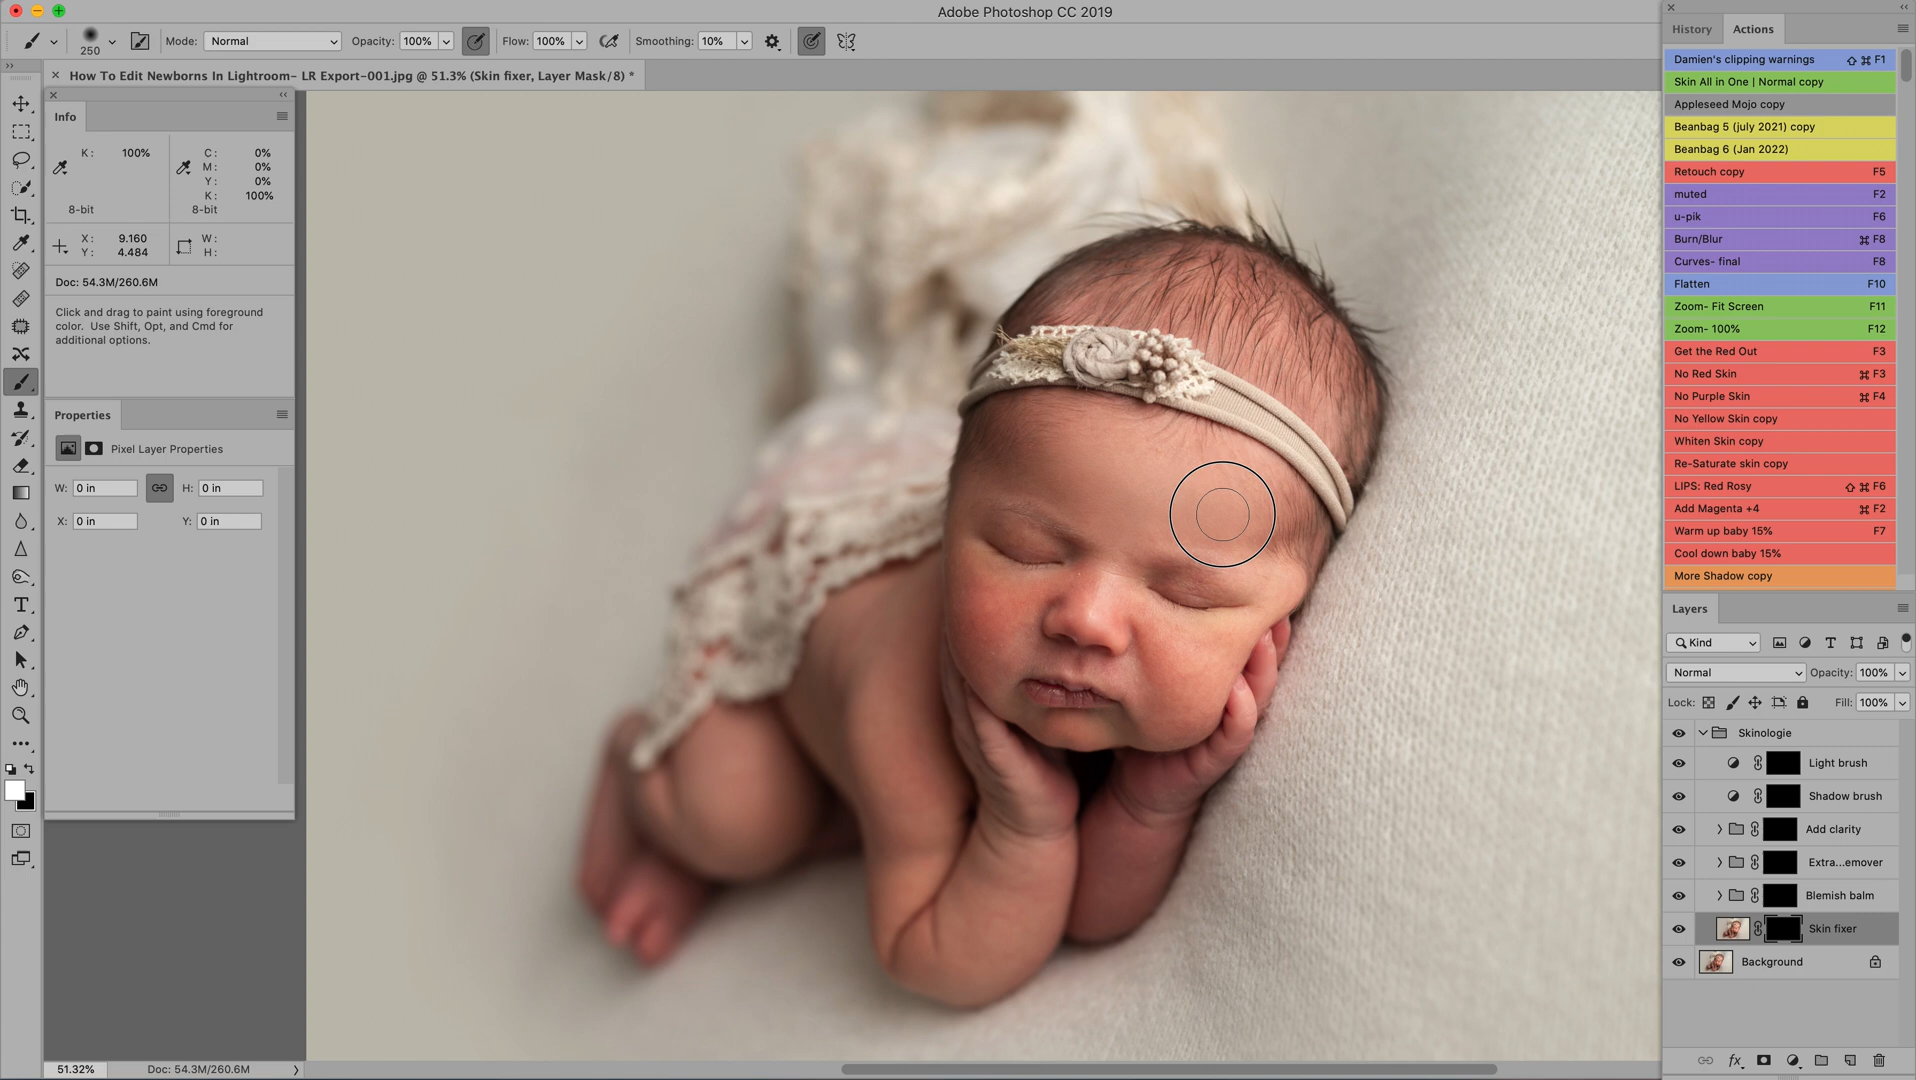 Adobe Photoshop CC 2019
250
Mode: Normal
Opacity: 100%
Flow: 100%
Smoothing: 10%
How To Edit Newborns In Lightroom- LR Export-001.jpg @ 51.3% (Skin fixer, Layer Mask/8) *
Info
K: 100%
8-bit
C: 0%
M: 0%
Y: 0%
K: 100%
8-bit
X: 9.160
Y: 4.484
W:
H:
Doc: 54.3M/260.6M
Click and drag to paint using foreground
color. Use Shift, Opt, and Cmd for
additional options.
Properties
Pixel Layer Properties
W: 0 in H: 0 in
X: 0 in Y: 0 in
51.32% Doc: 54.3M/260.6M
History Actions
Damien's clipping warnings ⇧ ⌘ F1
Skin All in One | Normal copy
Appleseed Mojo copy
Beanbag 5 (july 2021) copy
Beanbag 6 (Jan 2022)
Retouch copy F5
muted F2
u-pik F6
Burn/Blur ⌘ F8
Curves- final F8
Flatten F10
Zoom- Fit Screen F11
Zoom- 100% F12
Get the Red Out F3
No Red Skin ⌘ F3
No Purple Skin ⌘ F4
No Yellow Skin copy
Whiten Skin copy
Re-Saturate skin copy
LIPS: Red Rosy ⇧ ⌘ F6
Add Magenta +4 ⌘ F2
Warm up baby 15% F7
Cool down baby 15%
More Shadow copy
Layers
Kind
Normal Opacity: 100%
Lock: Fill: 100%
Skinologie
Light brush
Shadow brush
Add clarity
Extra...emover
Blemish balm
Skin fixer
Background
fx